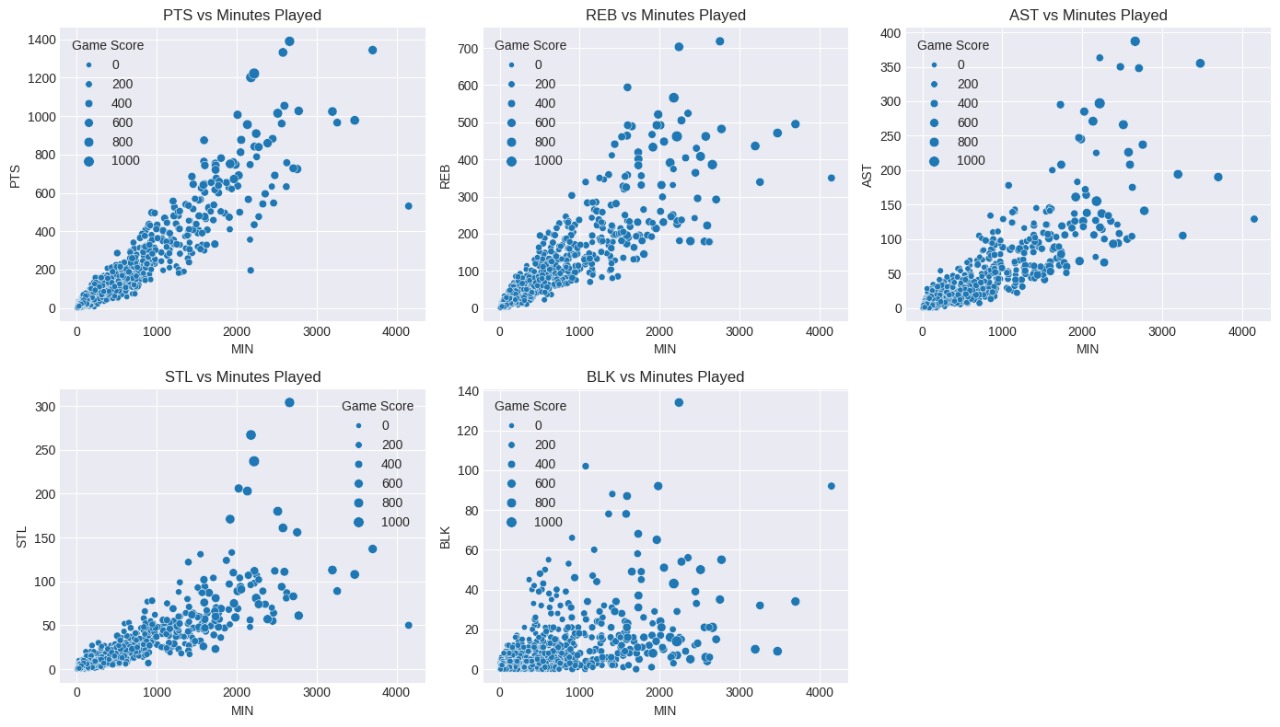 PTS vs Minutes Played
Game Score
0
200
400
600
800
1000
1400
1200
1000
800
600
400
200
0
PTS
0 1000 2000 3000 4000
MIN
REB vs Minutes Played
Game Score
0
200
400
600
800
1000
700
600
500
400
300
200
100
0
REB
0 1000 2000 3000 4000
MIN
AST vs Minutes Played
Game Score
0
200
400
600
800
1000
400
350
300
250
200
150
100
50
0
AST
0 1000 2000 3000 4000
MIN
STL vs Minutes Played
Game Score
0
200
400
600
800
1000
300
250
200
150
100
50
0
STL
0 1000 2000 3000 4000
MIN
BLK vs Minutes Played
Game Score
0
200
400
600
800
1000
140
120
100
80
60
40
20
0
BLK
0 1000 2000 3000 4000
MIN